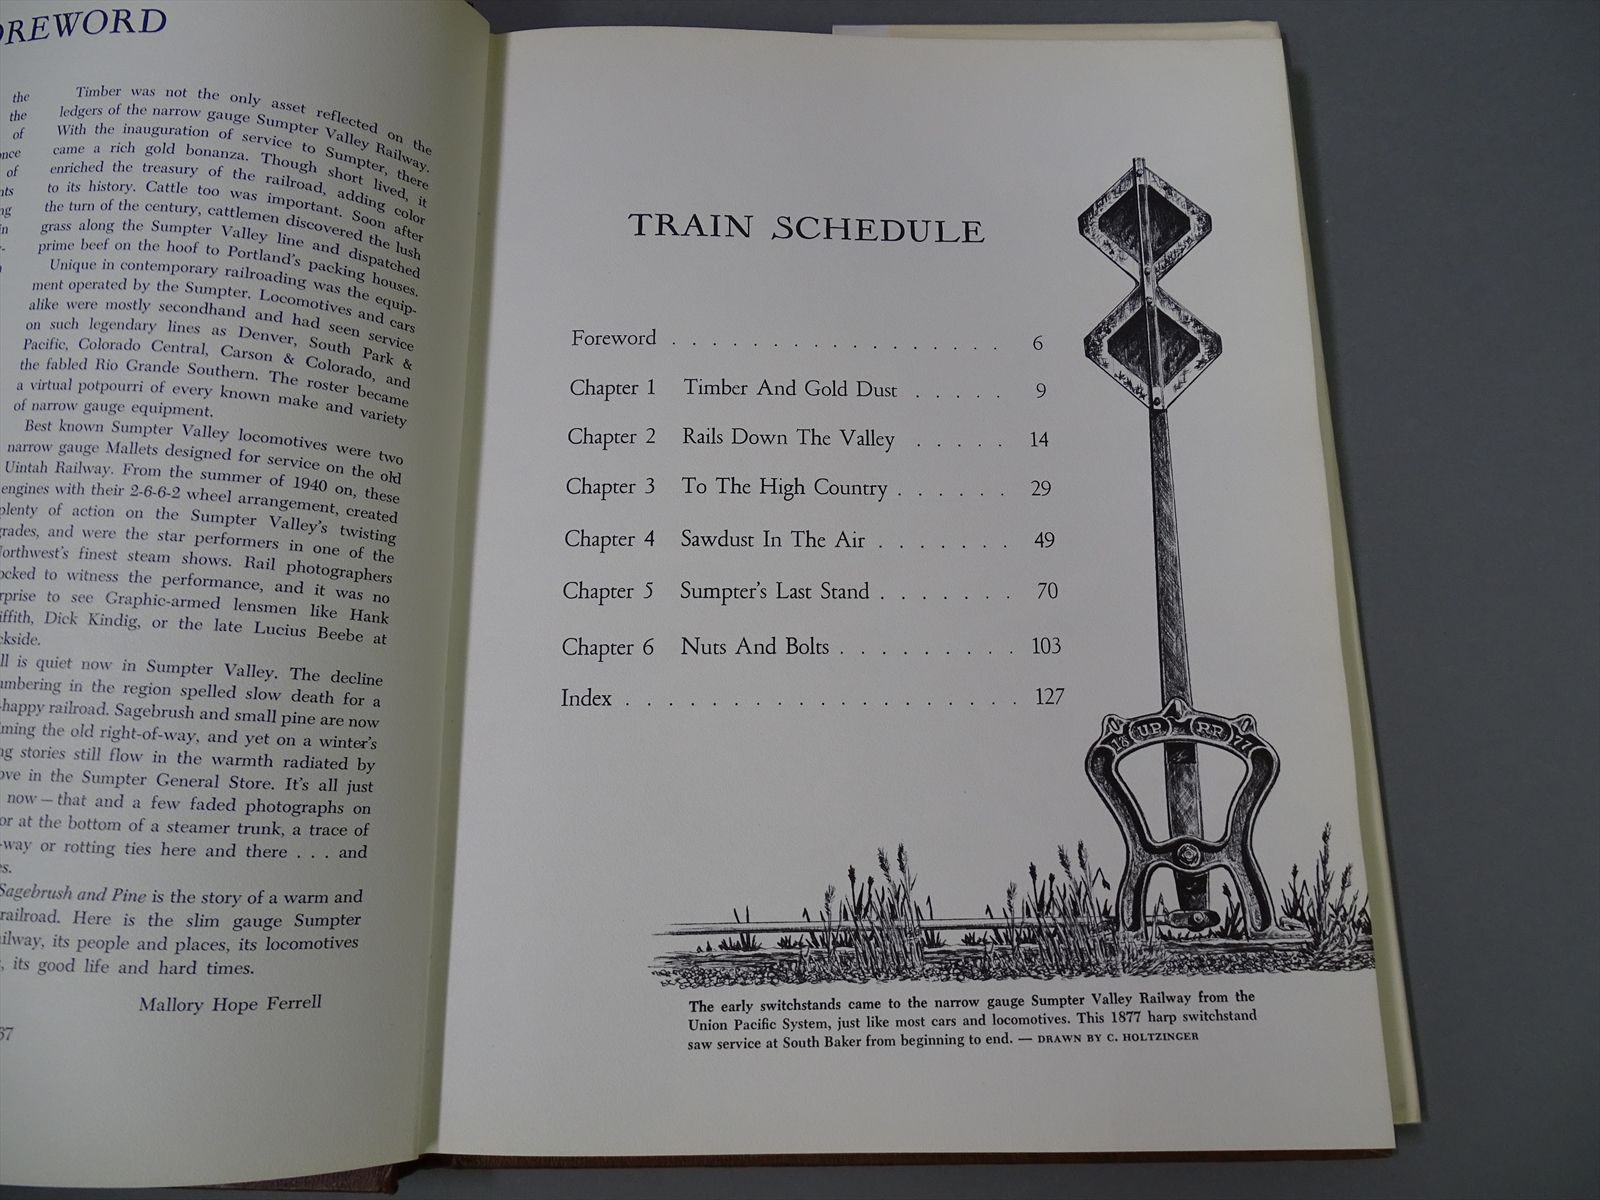 FOREWORD
the
the
of
of
Timber was not the only asset reflected on the
ledgers of the narrow gauge Sumpter Valley Railway.
With the inauguration of service to Sumpter, there
came a rich gold bonanza. Though short lived, it
enriched the treasury of the railroad, adding color
to its history. Cattle too was important. Soon after
the turn of the century, cattlemen discovered the lush
grass along the Sumpter Valley line and dispatched
prime beef on the hoof to Portland's packing houses.
Unique in contemporary railroading was the equip-
ment operated by the Sumpter. Locomotives and cars
alike were mostly secondhand and had seen service
on such legendary lines as Denver, South Park &
Pacific, Colorado Central, Carson & Colorado, and
the fabled Rio Grande Southern. The roster became
a virtual potpourri of every known make and variety
of narrow gauge equipment.
Best known Sumpter Valley locomotives were two
narrow gauge Mallets designed for service on the old
Uintah Railway. From the summer of 1940 on, these
engines with their 2-6-6-2 wheel arrangement, created
plenty of action on the Sumpter Valley's twisting
grades, and were the star performers in one of the
Northwest's finest steam shows. Rail photographers
ocked to witness the performance, and it was no
rprise to see Graphic-armed lensmen like Hank
iffith, Dick Kindig, or the late Lucius Beebe at
ckside.
ll is quiet now in Sumpter Valley. The decline
umbering in the region spelled slow death for a
-happy railroad. Sagebrush and small pine are now
ming the old right-of-way, and yet on a winter's
ng stories still flow in the warmth radiated by
ove in the Sumpter General Store. It's all just
now — that and a few faded photographs on
or at the bottom of a steamer trunk, a trace of
-way or rotting ties here and there . . . and
es.
Sagebrush and Pine is the story of a warm and
railroad. Here is the slim gauge Sumpter
ilway, its people and places, its locomotives
, its good life and hard times.
Mallory Hope Ferrell
67
TRAIN SCHEDULE
Foreword . . . . . . . . . . . . . . . . 6
Chapter 1 Timber And Gold Dust . . . . . 9
Chapter 2 Rails Down The Valley . . . . . 14
Chapter 3 To The High Country . . . . . . 29
Chapter 4 Sawdust In The Air . . . . . . . 49
Chapter 5 Sumpter's Last Stand . . . . . . . 70
Chapter 6 Nuts And Bolts . . . . . . . . . 103
Index . . . . . . . . . . . . . . . . . . . 127
18 UP RR 77
The early switchstands came to the narrow gauge Sumpter Valley Railway from the
Union Pacific System, just like most cars and locomotives. This 1877 harp switchstand
saw service at South Baker from beginning to end. — DRAWN BY C. HOLTZINGER